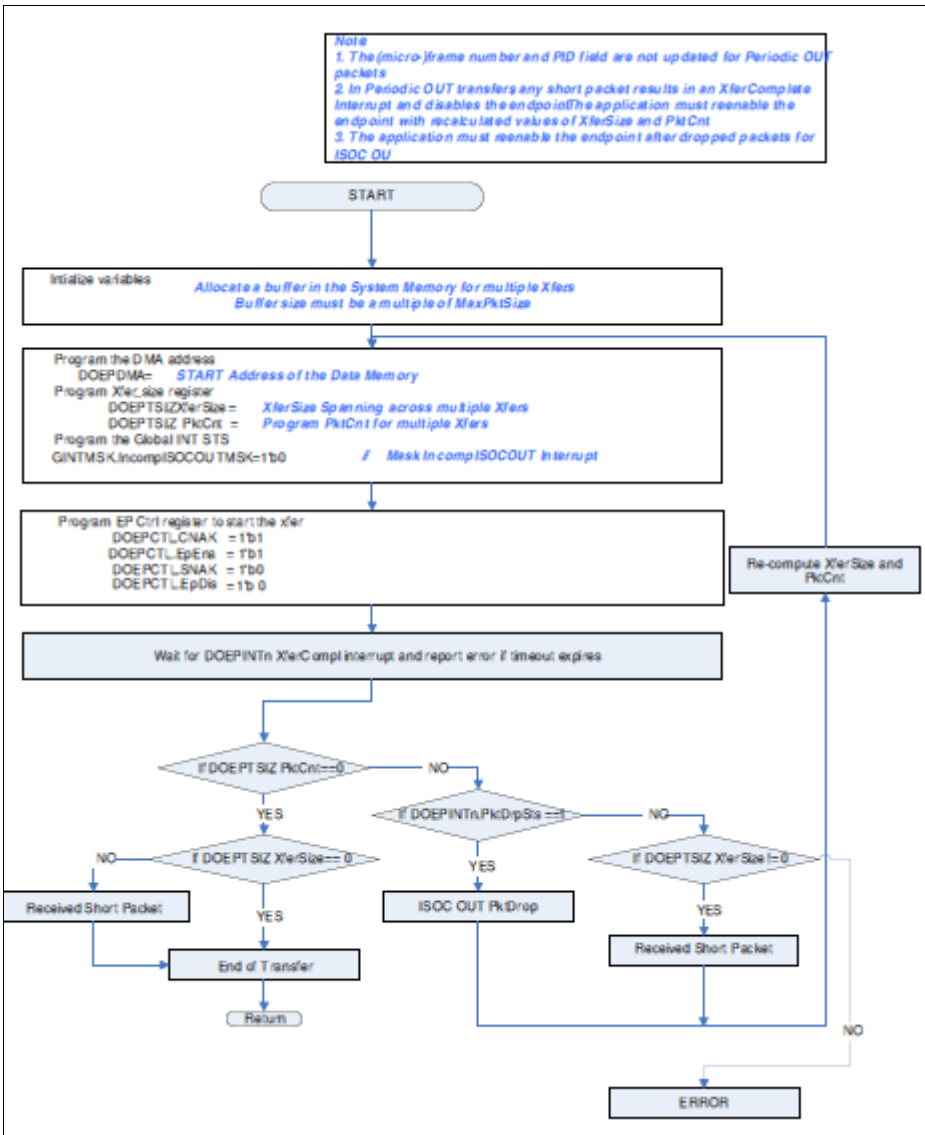 Note
1. The (micro-)frame number and PID field are not updated for Periodic OUT
packets
2. In Periodic OUT transfers any short packet results in an XferComplete
Interrupt and disables the endpointThe application must reenable the
endpoint with recalculated values of XferSize and PktCnt
3. The application must reenable the endpoint after dropped packets for
ISOC OU
START
Intialize variables
Allocate a buffer in the System Memory for multiple Xfers
Buffer size must be a multiple of MaxPktSize
Program the DMA address
DOEPDMA= START Address of the Data Memory
Program Xfer_size register
DOEPTSIZXferSize = XferSize Spanning across multiple Xfers
DOEPTSIZ PktCnt = Program PktCnt for multiple Xfers
Program the Global INT STS
GINTMSK.IncompISOCOUTMSK=1'b0 // Mask IncompISOCOUT Interrupt
Program EP Ctrl register to start the xfer
DOEPCTL.CNAK = 1'b1
DOEPCTL.EpEna = 1'b1
DOEPCTL.SNAK = 1'b0
DOEPCTL.EpDis = 1'b 0
Re-compute XferSize and
PktCnt
Wait for DOEPINTn XferCompl interrupt and report error if timeout expires
If DOEPTSIZ PktCnt==0
NO
YES
If DOEPINTn.PktDrpSts ==1
NO
NO
If DOEPTSIZ XferSize== 0
YES
If DOEPTSIZ XferSize!=0
Received Short Packet
YES
ISOC OUT PktDrop
YES
Received Short Packet
End of Transfer
Return
NO
ERROR